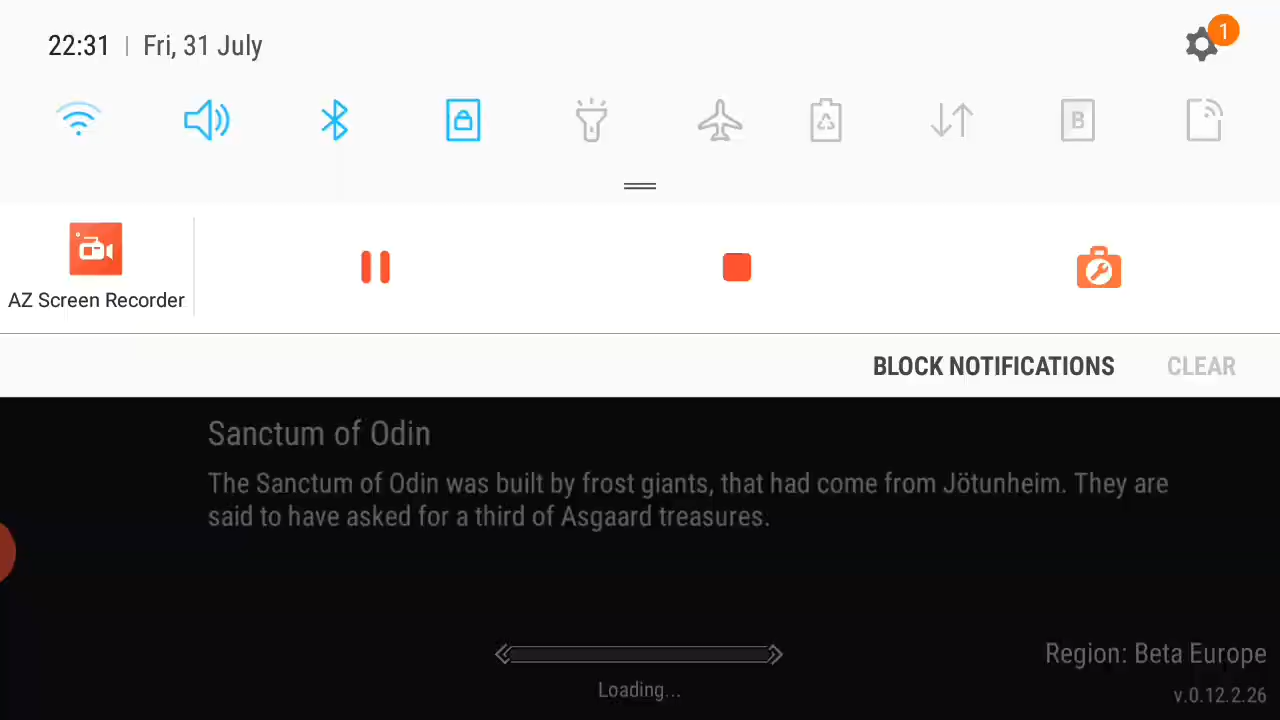 22:31 | Fri, 31 July
1
B
AZ Screen Recorder
BLOCK NOTIFICATIONS CLEAR
Sanctum of Odin
The Sanctum of Odin was built by frost giants, that had come from Jötunheim. They are
said to have asked for a third of Asgaard treasures.
Region: Beta Europe
Loading...
v.0.12.2.26